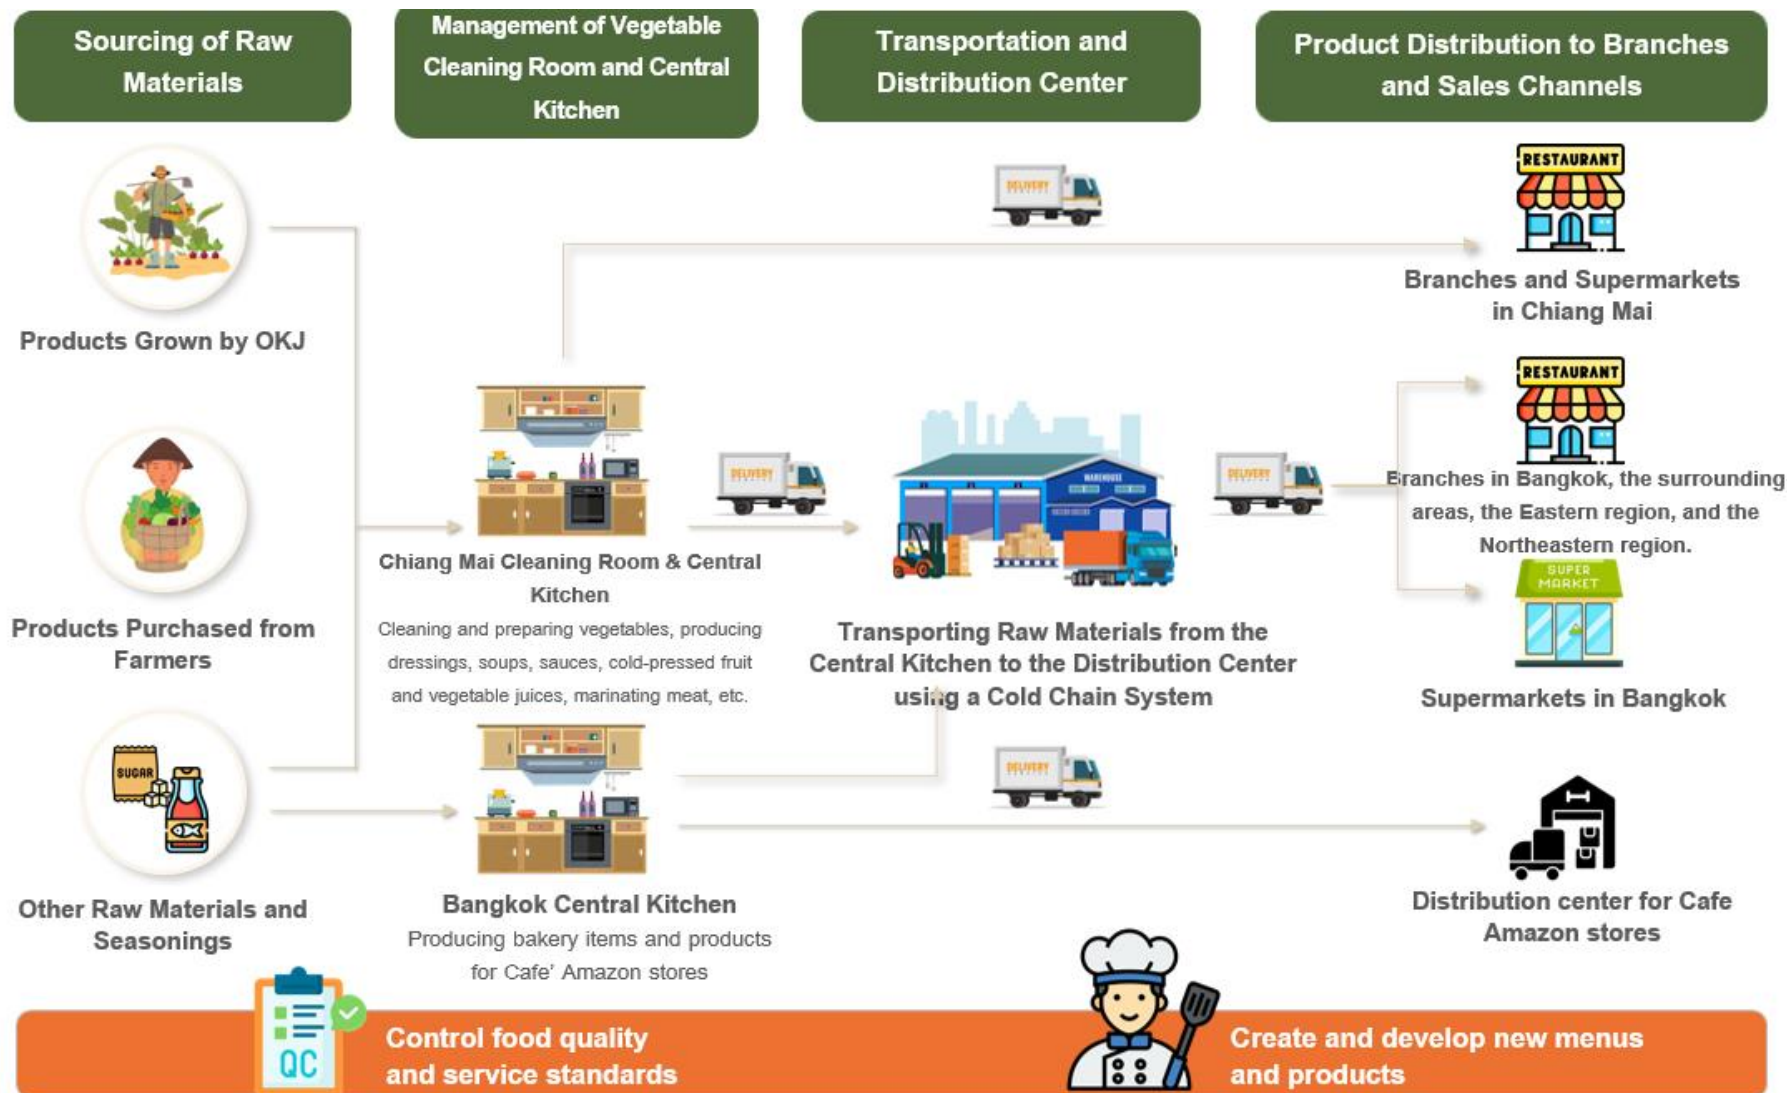 Sourcing of Raw
Materials
Management of Vegetable
Cleaning Room and Central
Kitchen
Transportation and
Distribution Center
Product Distribution to Branches
and Sales Channels
Products Grown by OKJ
Products Purchased from
Farmers
SUGAR
Other Raw Materials and
Seasonings
Chiang Mai Cleaning Room & Central
Kitchen
Cleaning and preparing vegetables, producing
dressings, soups, sauces, cold-pressed fruit
and vegetable juices, marinating meat, etc.
Bangkok Central Kitchen
Producing bakery items and products
for Cafe’ Amazon stores
DELIVERY
DELIVERY
WAREHOUSE
Transporting Raw Materials from the
Central Kitchen to the Distribution Center
using a Cold Chain System
DELIVERY
DELIVERY
RESTAURANT
Branches and Supermarkets
in Chiang Mai
RESTAURANT
Branches in Bangkok, the surrounding
areas, the Eastern region, and the
Northeastern region.
SUPER
MARKET
Supermarkets in Bangkok
Distribution center for Cafe
Amazon stores
QC
Control food quality
and service standards
Create and develop new menus
and products